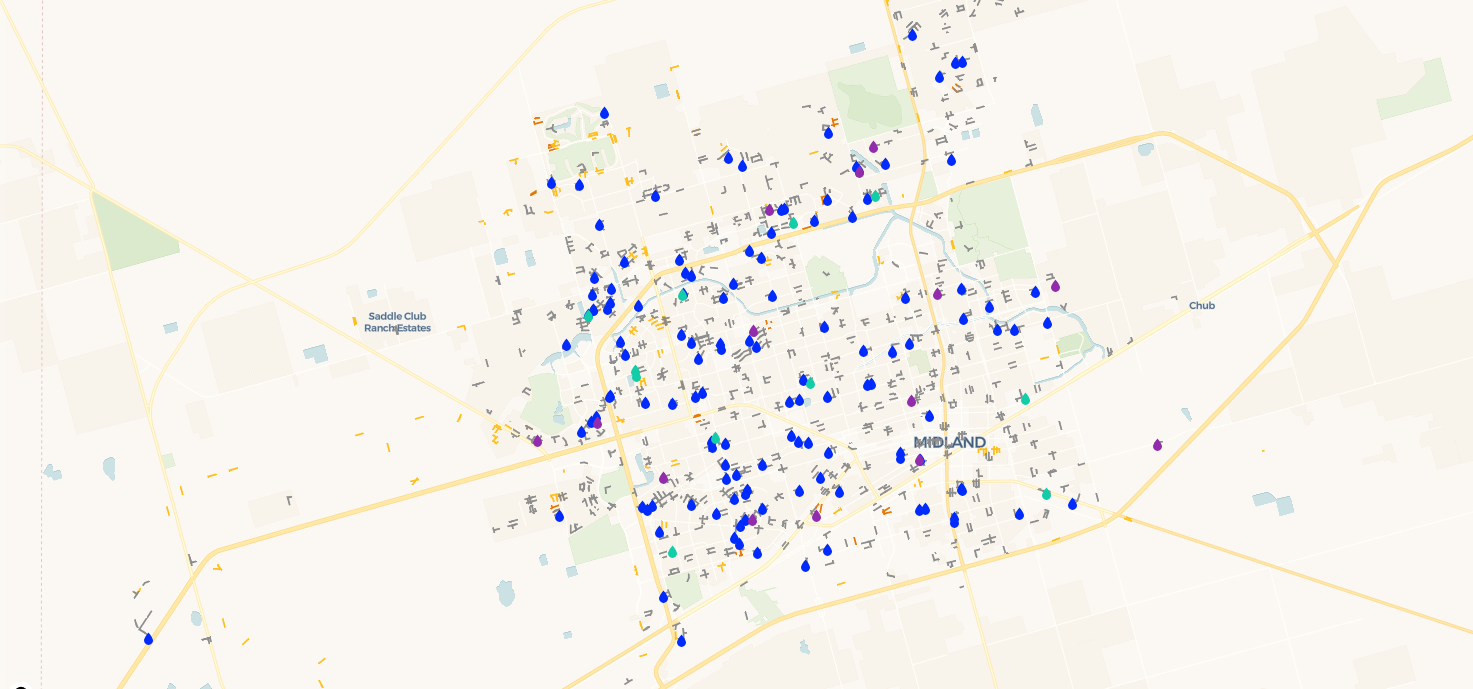 Saddle Club
Ranch Estates
Chub
MIDLAND